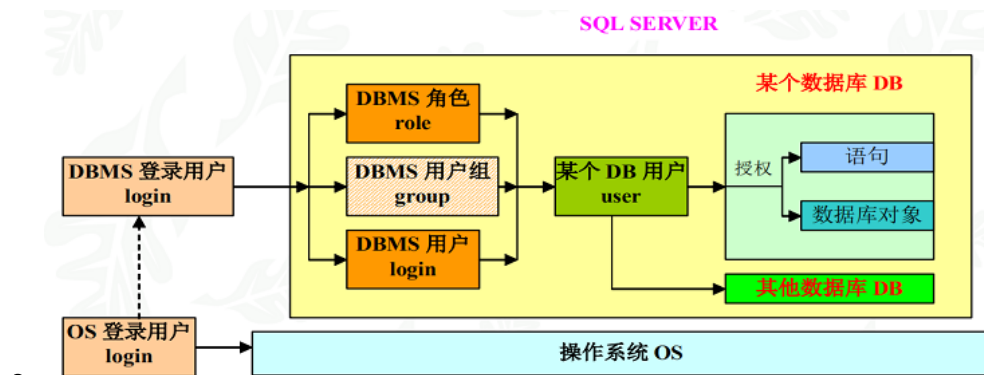 SQL SERVER
某个数据库 DB
DBMS 角色
role
DBMS 登录用户
login
DBMS 用户组
group
DBMS 用户
login
某个 DB 用户
user
授权
语句
数据库对象
其他数据库 DB
OS 登录用户
login
操作系统 OS